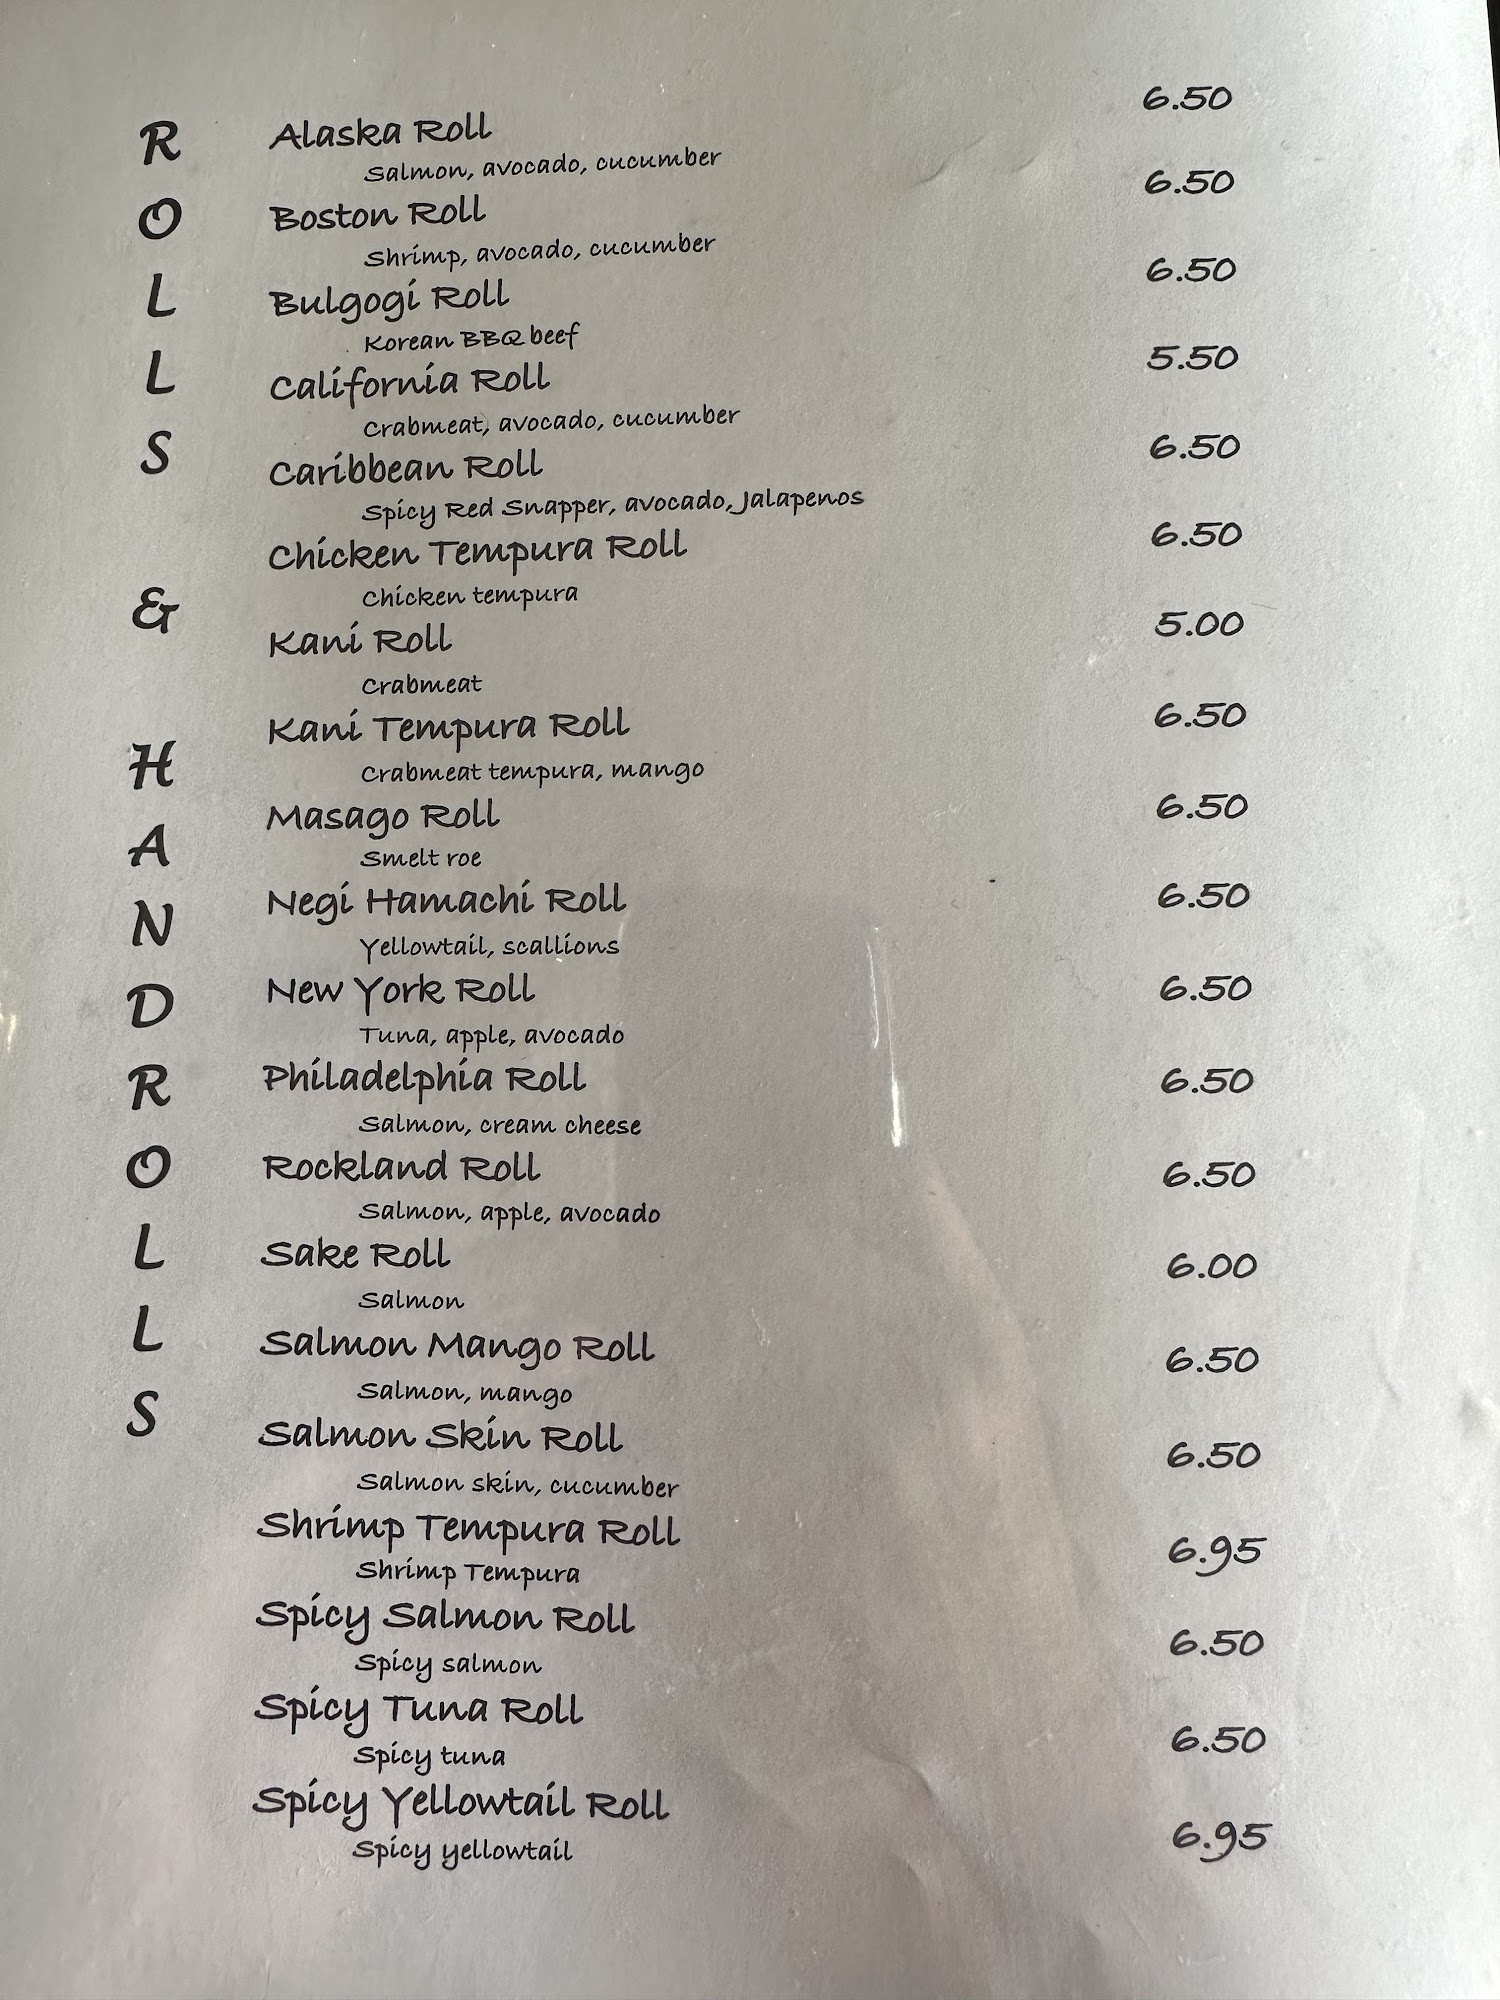 ROLLS & HANDROLLS
Alaska Roll 6.50
Salmon, avocado, cucumber
Boston Roll 6.50
Shrimp, avocado, cucumber
Bulgogi Roll 6.50
Korean BBQ beef
California Roll 5.50
Crabmeat, avocado, cucumber
Caribbean Roll 6.50
Spicy Red Snapper, avocado, Jalapenos
Chicken Tempura Roll 6.50
Chicken tempura
Kani Roll 5.00
Crabmeat
Kani Tempura Roll 6.50
Crabmeat tempura, mango
Masago Roll 6.50
Smelt roe
Negi Hamachi Roll 6.50
Yellowtail, scallions
New York Roll 6.50
Tuna, apple, avocado
Philadelphia Roll 6.50
Salmon, cream cheese
Rockland Roll 6.50
Salmon, apple, avocado
Sake Roll 6.00
Salmon
Salmon Mango Roll 6.50
Salmon, mango
Salmon Skin Roll 6.50
Salmon skin, cucumber
Shrimp Tempura Roll 6.95
Shrimp Tempura
Spicy Salmon Roll 6.50
Spicy salmon
Spicy Tuna Roll 6.50
Spicy tuna
Spicy Yellowtail Roll 6.95
Spicy yellowtail